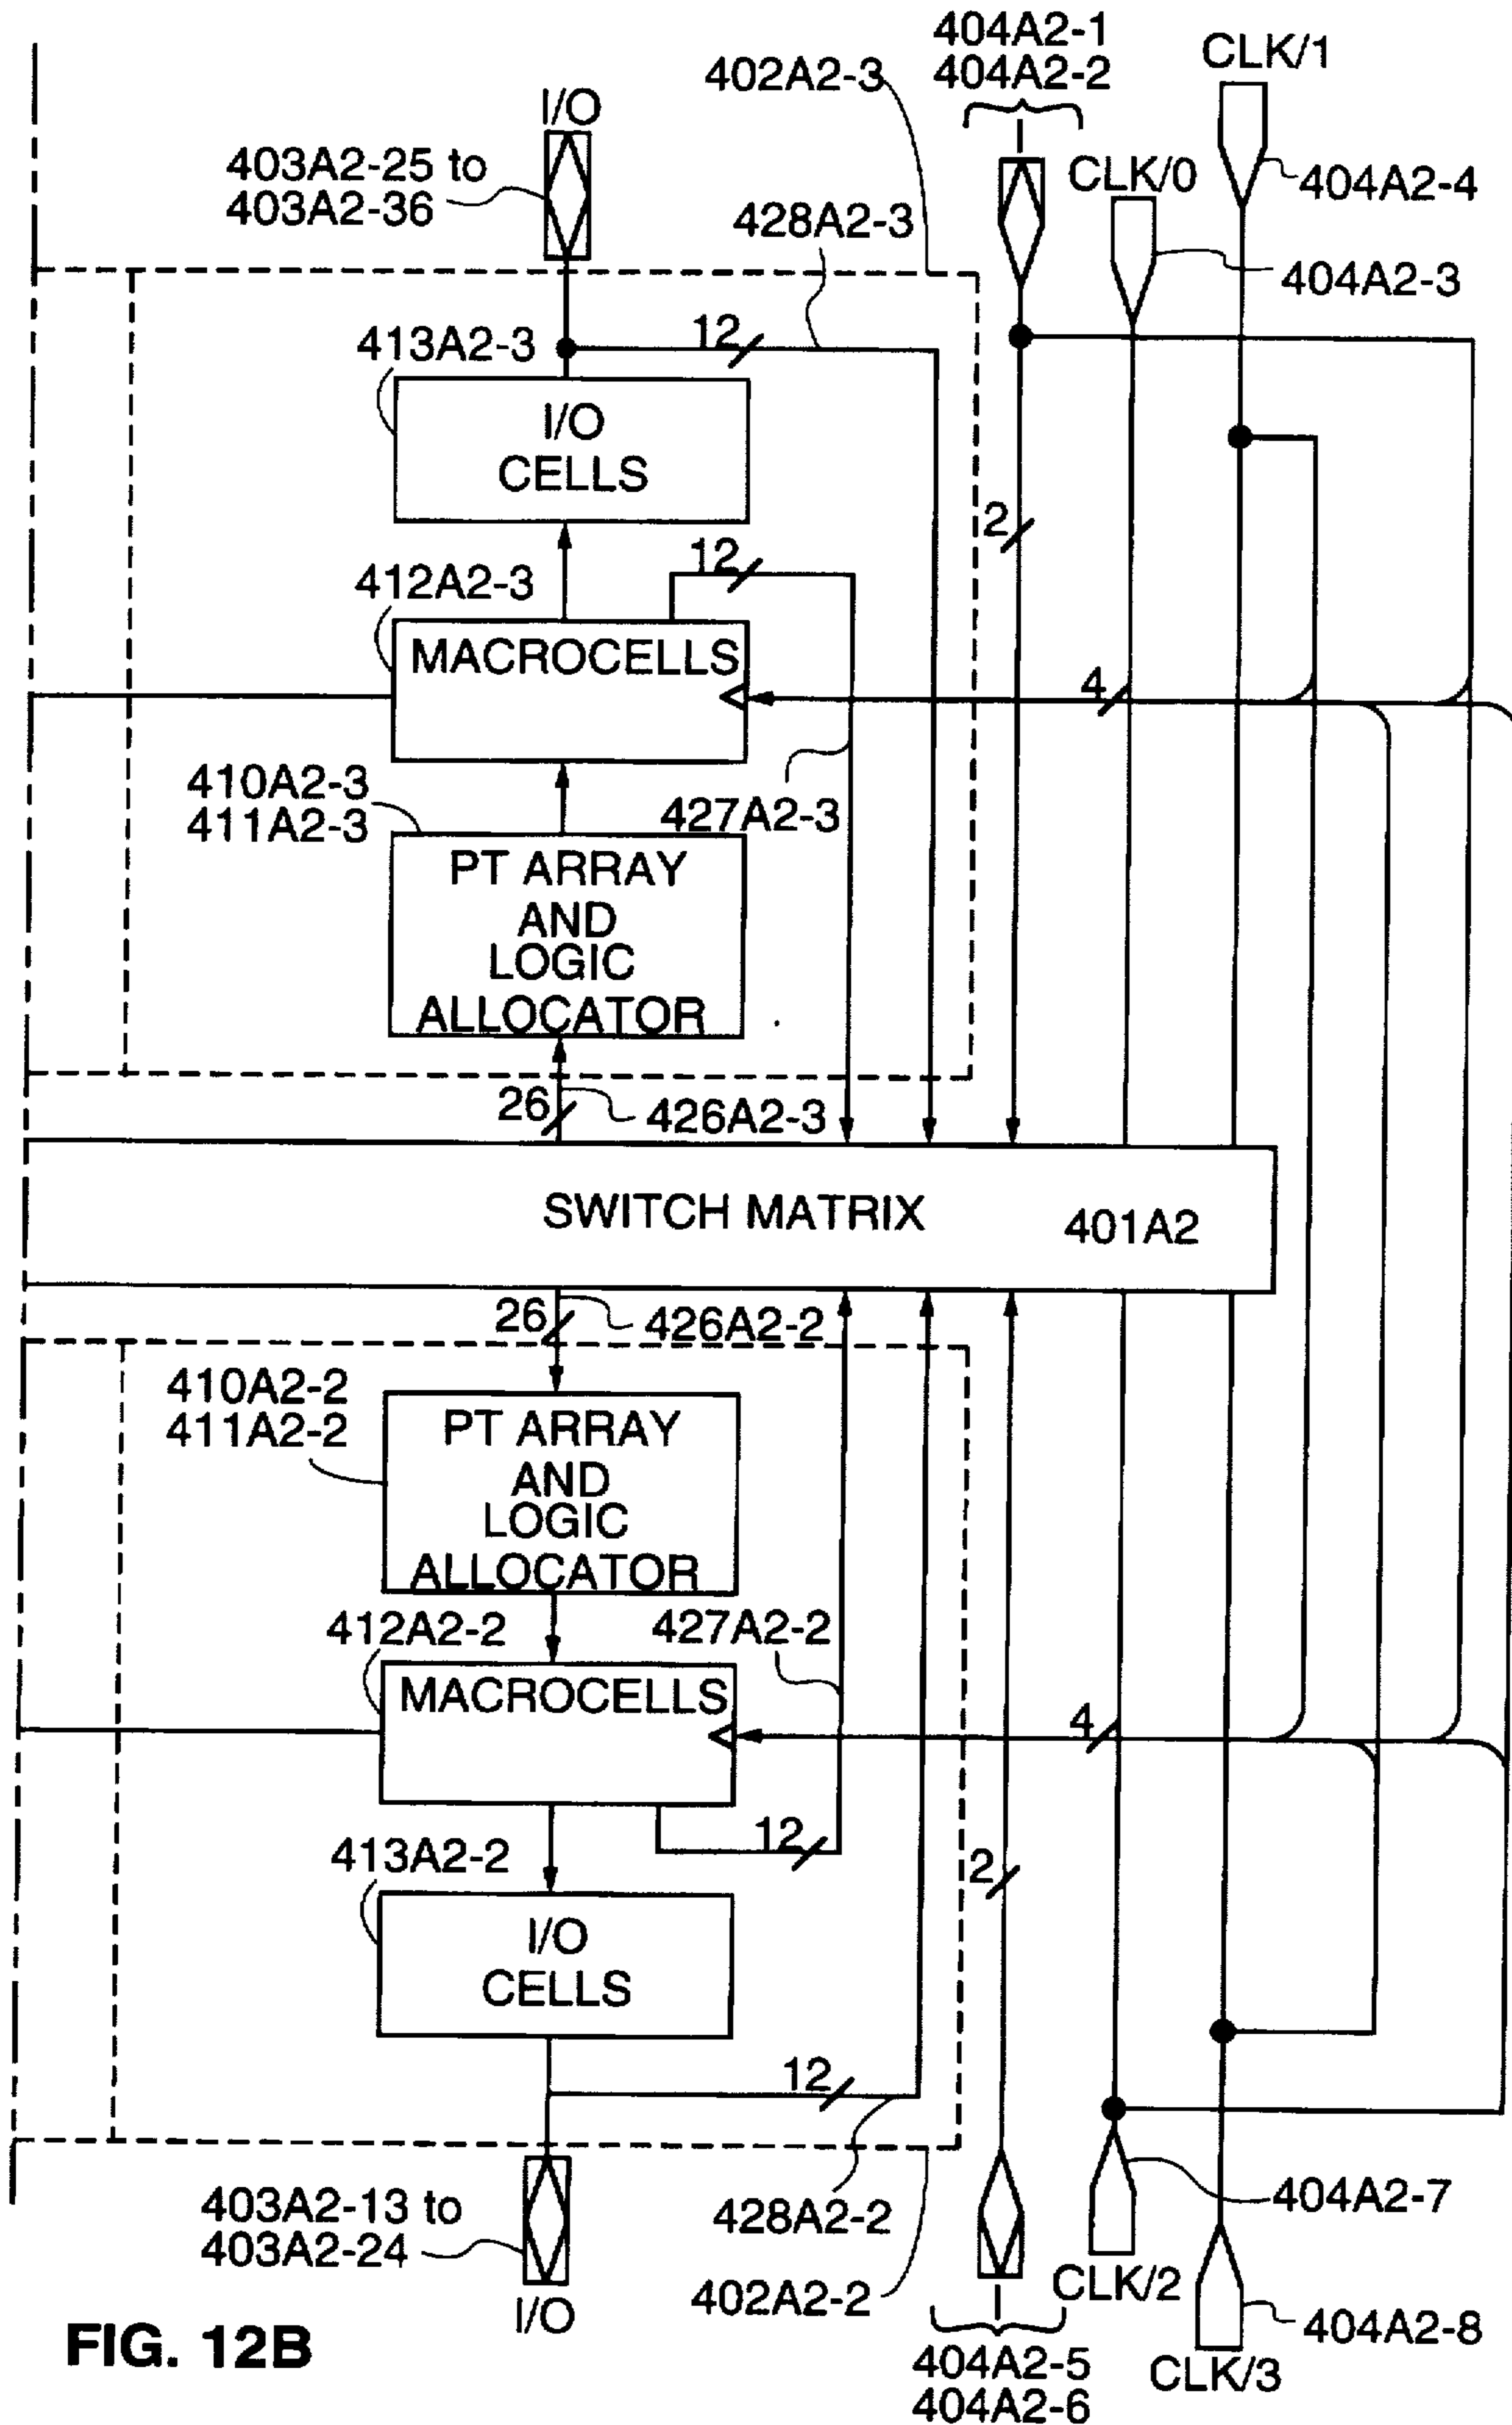 404A2-1
404A2-2
CLK/1
402A2-3
I/O
403A2-25 to
403A2-36
I
CLK/0
404A2-4
428A2-3
404A2-3
413A2-3
12
I/O
CELLS
2
12
412A2-3
MACROCELLS
4
410A2-3
411A2-3
427A2-3
PT ARRAY
AND
LOGIC
ALLOCATOR
26
426A2-3
SWITCH MATRIX
401A2
26
426A2-2
410A2-2
411A2-2
PT ARRAY
AND
LOGIC
ALLOCATOR
412A2-2
427A2-2
MACROCELLS
4
12
413A2-2
2
I/O
CELLS
12
404A2-7
403A2-13 to
403A2-24
428A2-2
402A2-2
CLK/2
I/O
I
404A2-8
FIG. 12B
404A2-5
404A2-6
CLK/3